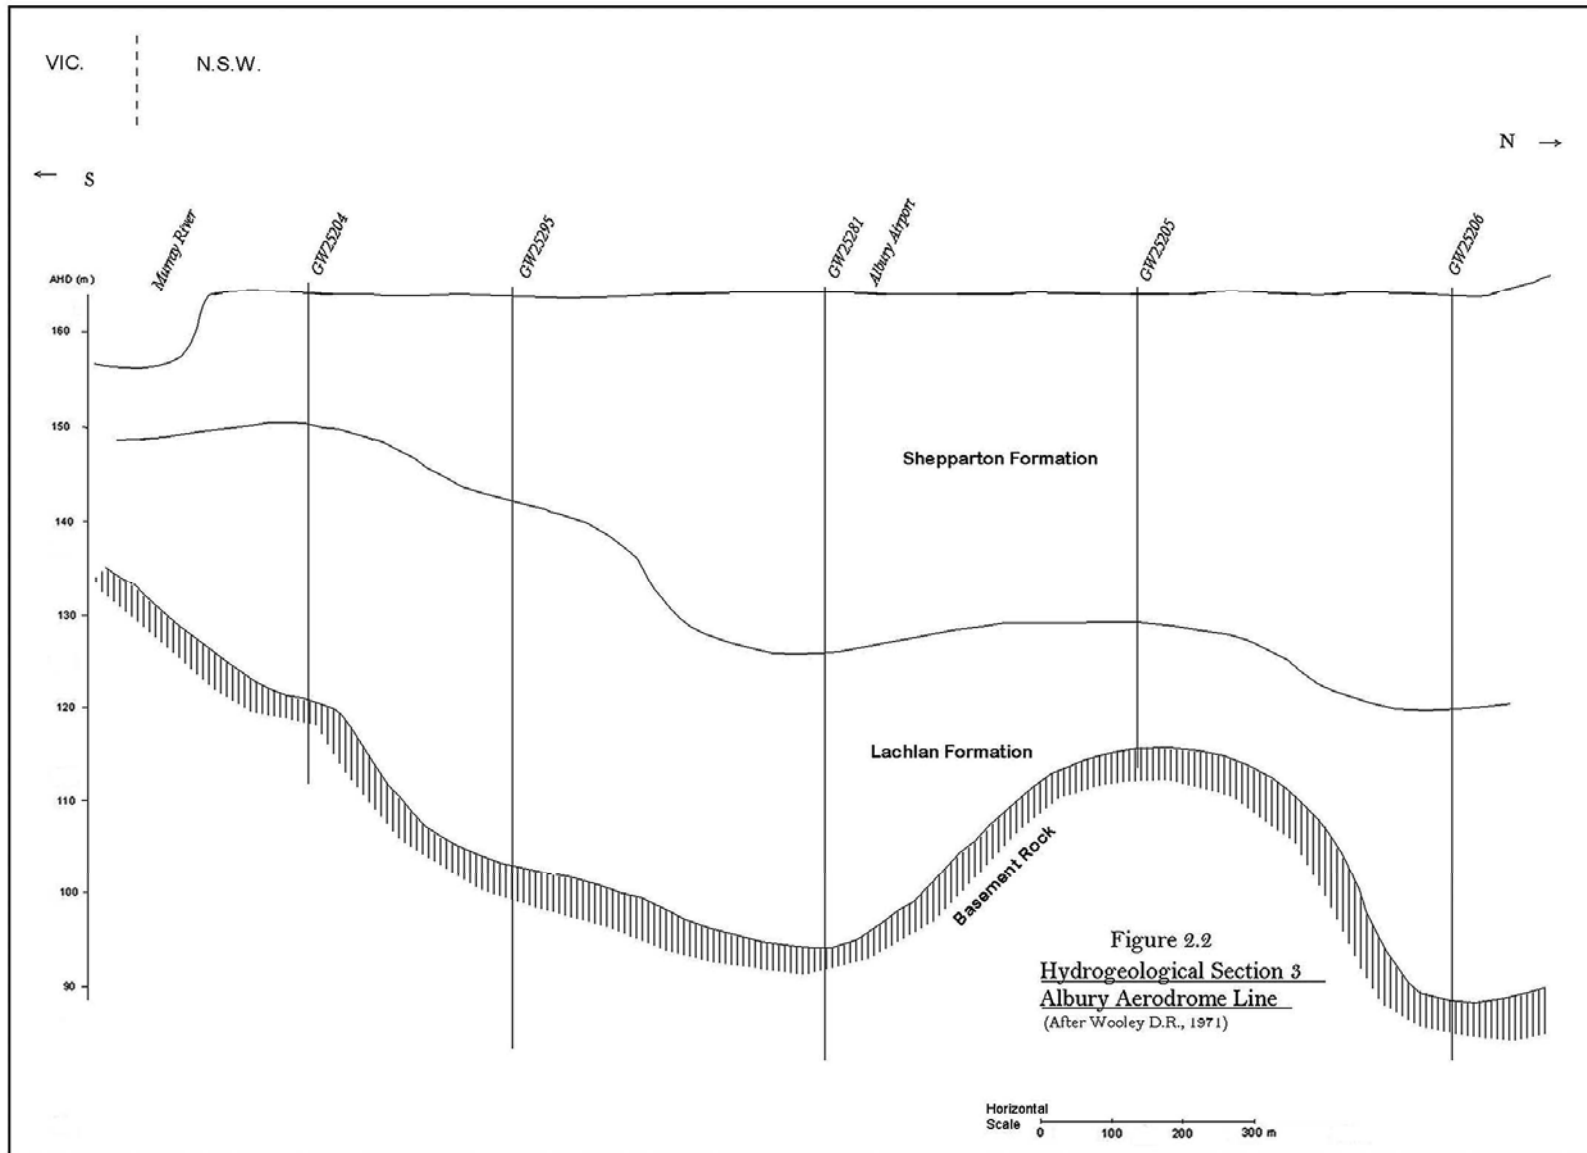 VIC.
N.S.W.
N →
← S
Murray River
GW25204
GW25295
GW25281
Albury Airport
GW25205
GW25206
AHD (m)
160
150
140
130
120
110
100
90
Shepparton Formation
Lachlan Formation
Basement Rock
Figure 2.2
Hydrogeological Section 3
Albury Aerodrome Line
(After Wooley D.R., 1971)
Horizontal
Scale 0 100 200 300 m